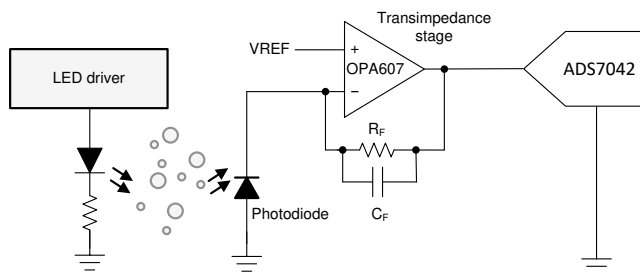 Transimpedance
stage
VREF
+
OPA607
−
ADS7042
LED driver
RF
CF
Photodiode